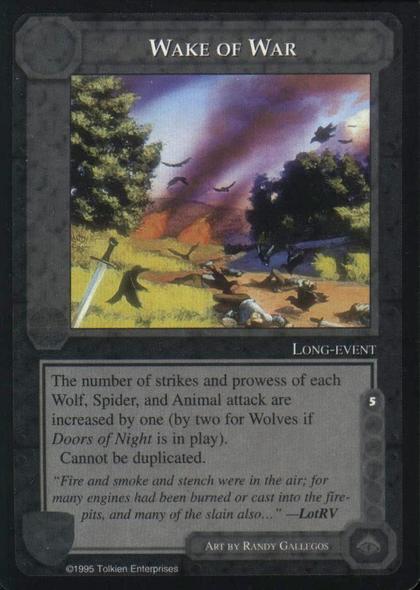 WAKE OF WAR
LONG-EVENT
The number of strikes and prowess of each
Wolf, Spider, and Animal attack are
increased by one (by two for Wolves if
Doors of Night is in play).
Cannot be duplicated.
5
“Fire and smoke and stench were in the air; for
many engines had been burned or cast into the fire-
pits, and many of the slain also...” —LotRV
ART BY RANDY GALLEGOS
©1995 Tolkien Enterprises